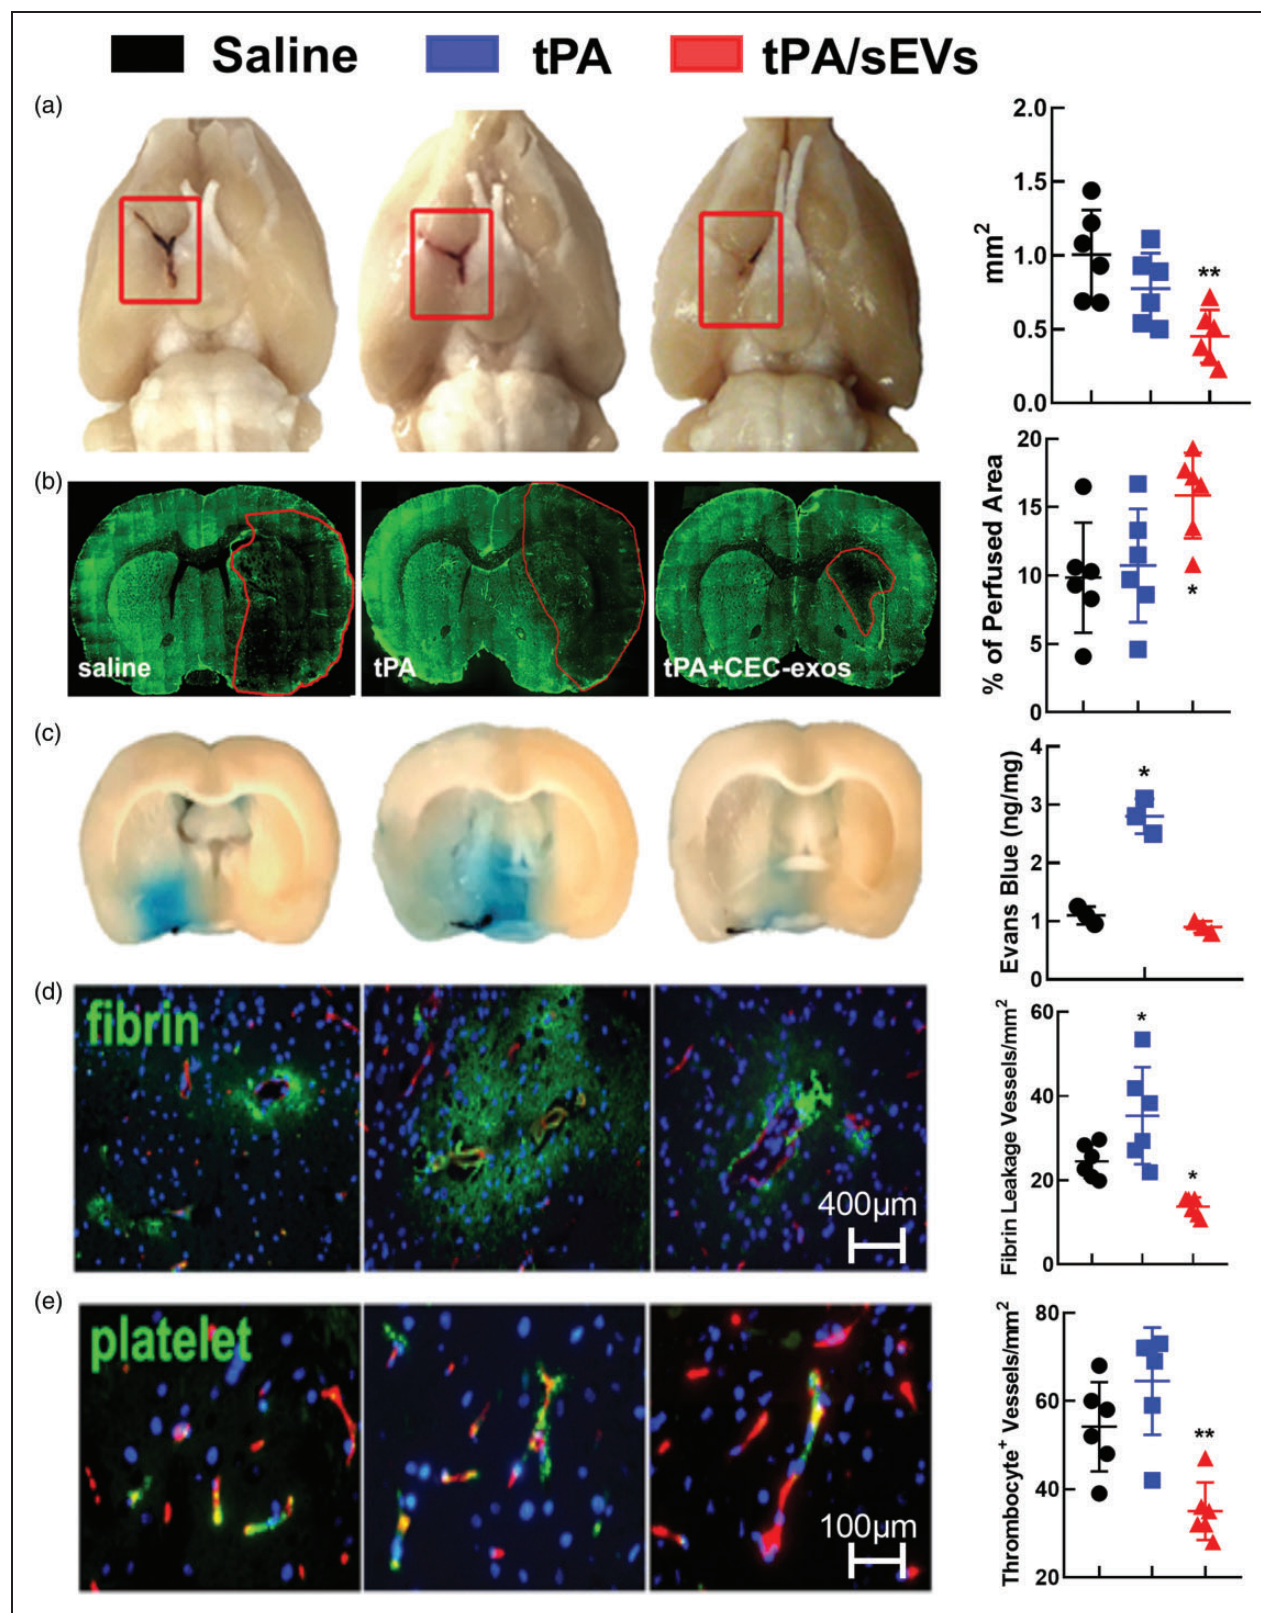 Saline tPA tPA/sEVs
(a)
mm2
2.0
1.5
1.0
0.5
0.0
**
(b)
saline
tPA
tPA+CEC-exos
% of Perfused Area
20
15
10
5
0
*
(c)
Evans Blue (ng/mg)
4
3
2
1
0
*
(d)
fibrin
400µm
Fibrin Leakage Vessels/mm2
60
40
20
0
*
*
(e)
platelet
100µm
Thrombocyte+ Vessels/mm2
80
60
40
20
**